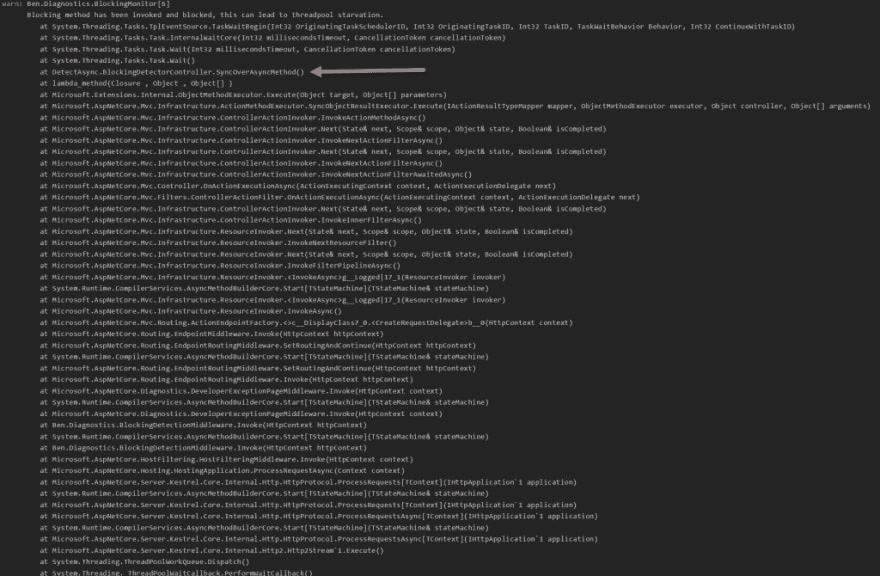 warn: Ben.Diagnostics.BlockingMonitor[6]
Blocking method has been invoked and blocked, this can lead to threadpool starvation.
at System.Threading.Tasks.TplEventSource.TaskWaitBegin(Int32 OriginatingTaskSchedulerID, Int32 OriginatingTaskID, Int32 TaskID, TaskWaitBehavior Behavior, Int32 ContinueWithTaskID)
at System.Threading.Tasks.Task.InternalWaitCore(Int32 millisecondsTimeout, CancellationToken cancellationToken)
at System.Threading.Tasks.Task.Wait(Int32 millisecondsTimeout, CancellationToken cancellationToken)
at System.Threading.Tasks.Task.Wait()
at DetectAsync.BlockingDetectorController.SyncOverAsyncMethod()
at lambda_method(Closure , Object , Object[] )
at Microsoft.Extensions.Internal.ObjectMethodExecutor.Execute(Object target, Object[] parameters)
at Microsoft.AspNetCore.Mvc.Infrastructure.ActionMethodExecutor.SyncObjectResultExecutor.Execute(IActionResultTypeMapper mapper, ObjectMethodExecutor executor, Object controller, Object[] arguments)
at Microsoft.AspNetCore.Mvc.Infrastructure.ControllerActionInvoker.InvokeActionMethodAsync()
at Microsoft.AspNetCore.Mvc.Infrastructure.ControllerActionInvoker.Next(State& next, Scope& scope, Object& state, Boolean& isCompleted)
at Microsoft.AspNetCore.Mvc.Infrastructure.ControllerActionInvoker.InvokeNextActionFilterAsync()
at Microsoft.AspNetCore.Mvc.Infrastructure.ControllerActionInvoker.Next(State& next, Scope& scope, Object& state, Boolean& isCompleted)
at Microsoft.AspNetCore.Mvc.Infrastructure.ControllerActionInvoker.InvokeNextActionFilterAsync()
at Microsoft.AspNetCore.Mvc.Infrastructure.ControllerActionInvoker.InvokeNextActionFilterAwaitedAsync()
at Microsoft.AspNetCore.Mvc.Controller.OnActionExecutionAsync(ActionExecutingContext context, ActionExecutionDelegate next)
at Microsoft.AspNetCore.Mvc.Filters.ControllerActionFilter.OnActionExecutionAsync(ActionExecutingContext context, ActionExecutionDelegate next)
at Microsoft.AspNetCore.Mvc.Infrastructure.ControllerActionInvoker.Next(State& next, Scope& scope, Object& state, Boolean& isCompleted)
at Microsoft.AspNetCore.Mvc.Infrastructure.ControllerActionInvoker.InvokeInnerFilterAsync()
at Microsoft.AspNetCore.Mvc.Infrastructure.ResourceInvoker.Next(State& next, Scope& scope, Object& state, Boolean& isCompleted)
at Microsoft.AspNetCore.Mvc.Infrastructure.ResourceInvoker.InvokeNextResourceFilter()
at Microsoft.AspNetCore.Mvc.Infrastructure.ResourceInvoker.Next(State& next, Scope& scope, Object& state, Boolean& isCompleted)
at Microsoft.AspNetCore.Mvc.Infrastructure.ResourceInvoker.InvokeFilterPipelineAsync()
at Microsoft.AspNetCore.Mvc.Infrastructure.ResourceInvoker.<InvokeAsync>g__Logged|17_1(ResourceInvoker invoker)
at System.Runtime.CompilerServices.AsyncMethodBuilderCore.Start[TStateMachine](TStateMachine& stateMachine)
at Microsoft.AspNetCore.Mvc.Infrastructure.ResourceInvoker.<InvokeAsync>g__Logged|17_1(ResourceInvoker invoker)
at Microsoft.AspNetCore.Mvc.Infrastructure.ResourceInvoker.InvokeAsync()
at Microsoft.AspNetCore.Mvc.Routing.ActionEndpointFactory.<>c__DisplayClass7_0.<CreateRequestDelegate>b__0(HttpContext context)
at Microsoft.AspNetCore.Routing.EndpointMiddleware.Invoke(HttpContext httpContext)
at Microsoft.AspNetCore.Routing.EndpointRoutingMiddleware.SetRoutingAndContinue(HttpContext httpContext)
at System.Runtime.CompilerServices.AsyncMethodBuilderCore.Start[TStateMachine](TStateMachine& stateMachine)
at Microsoft.AspNetCore.Routing.EndpointRoutingMiddleware.SetRoutingAndContinue(HttpContext httpContext)
at Microsoft.AspNetCore.Routing.EndpointRoutingMiddleware.Invoke(HttpContext httpContext)
at Microsoft.AspNetCore.Diagnostics.DeveloperExceptionPageMiddleware.Invoke(HttpContext context)
at System.Runtime.CompilerServices.AsyncMethodBuilderCore.Start[TStateMachine](TStateMachine& stateMachine)
at Microsoft.AspNetCore.Diagnostics.DeveloperExceptionPageMiddleware.Invoke(HttpContext context)
at Ben.Diagnostics.BlockingDetectionMiddleware.Invoke(HttpContext httpContext)
at System.Runtime.CompilerServices.AsyncMethodBuilderCore.Start[TStateMachine](TStateMachine& stateMachine)
at Ben.Diagnostics.BlockingDetectionMiddleware.Invoke(HttpContext httpContext)
at Microsoft.AspNetCore.HostFiltering.HostFilteringMiddleware.Invoke(HttpContext context)
at Microsoft.AspNetCore.Hosting.HostingApplication.ProcessRequestAsync(Context context)
at Microsoft.AspNetCore.Server.Kestrel.Core.Internal.Http.HttpProtocol.ProcessRequests[TContext](IHttpApplication`1 application)
at System.Runtime.CompilerServices.AsyncMethodBuilderCore.Start[TStateMachine](TStateMachine& stateMachine)
at Microsoft.AspNetCore.Server.Kestrel.Core.Internal.Http.HttpProtocol.ProcessRequests[TContext](IHttpApplication`1 application)
at Microsoft.AspNetCore.Server.Kestrel.Core.Internal.Http.HttpProtocol.ProcessRequestsAsync[TContext](IHttpApplication`1 application)
at System.Runtime.CompilerServices.AsyncMethodBuilderCore.Start[TStateMachine](TStateMachine& stateMachine)
at Microsoft.AspNetCore.Server.Kestrel.Core.Internal.Http.HttpProtocol.ProcessRequestsAsync[TContext](IHttpApplication`1 application)
at Microsoft.AspNetCore.Server.Kestrel.Core.Internal.Http2.Http2Stream`1.Execute()
at System.Threading.ThreadPoolWorkQueue.Dispatch()
at System.Threading._ThreadPoolWaitCallback.PerformWaitCallback()